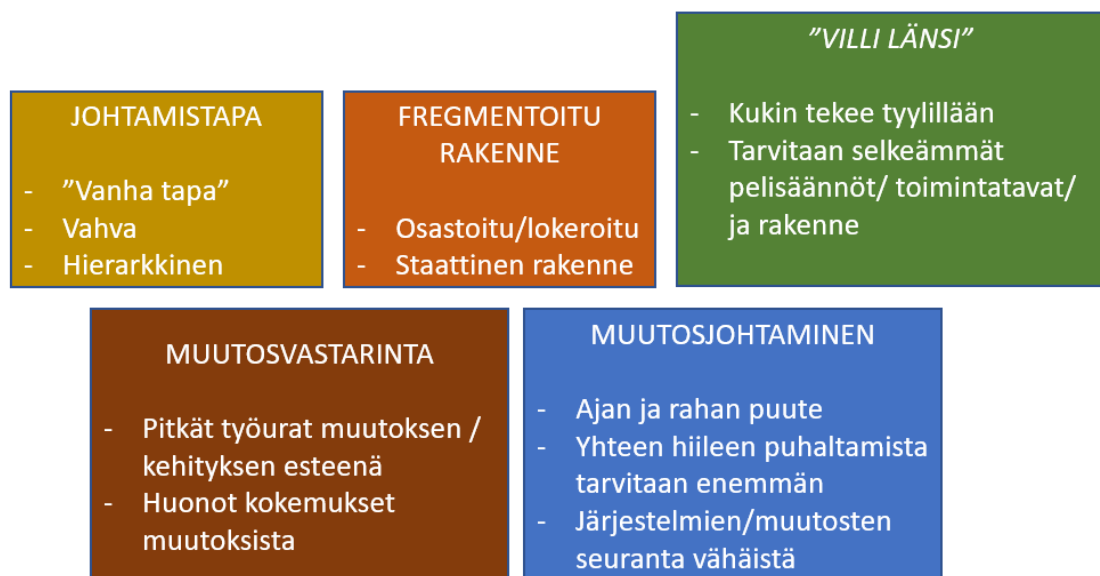 JOHTAMISTAPA
- ”Vanha tapa”
- Vahva
- Hierarkkinen
FREGMENTOITU
RAKENNE
- Osastoitu/lokeroitu
- Staattinen rakenne
”VILLI LÄNSI”
- Kukin tekee tyylillään
- Tarvitaan selkeämmät
pelisäännöt/ toimintatavat/
ja rakenne
MUUTOSVASTARINTA
- Pitkät työurat muutoksen /
kehityksen esteenä
- Huonot kokemukset
muutoksista
MUUTOSJOHTAMINEN
- Ajan ja rahan puute
- Yhteen hiileen puhaltamista
tarvitaan enemmän
- Järjestelmien/muutosten
seuranta vähäistä